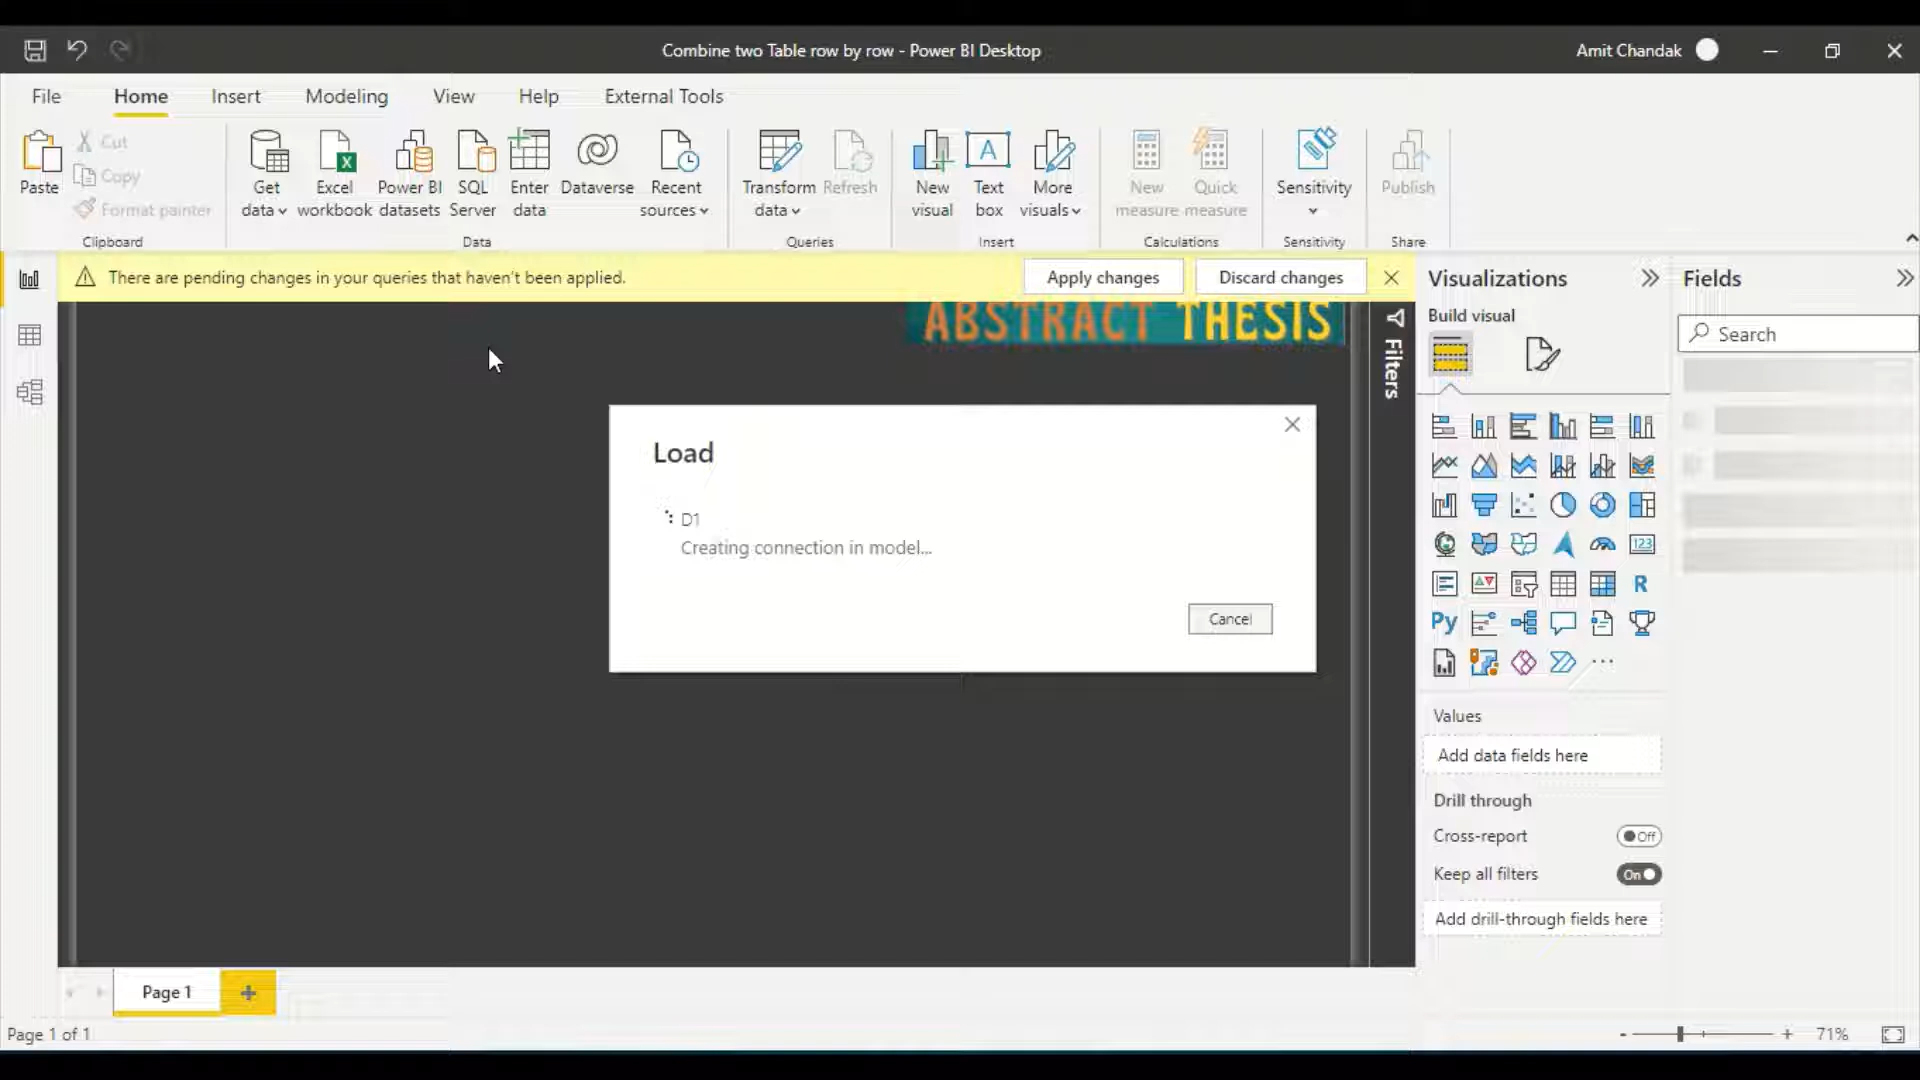 Combine two Table row by row - Power BI Desktop
Amit Chandak
File Home Insert Modeling View Help External Tools
Paste
Cut
Copy
Format painter
Clipboard
Get data
Excel workbook
Power BI datasets
SQL Server
Enter data
Dataverse
Recent sources
Data
Transform data
Refresh
Queries
New visual
Text box
More visuals
Insert
New measure
Quick measure
Calculations
Sensitivity
Sensitivity
Publish
Share
There are pending changes in your queries that haven't been applied.
Apply changes
Discard changes
ABSTRACT THESIS
Load
D1
Creating connection in model...
Cancel
Filters
Visualizations
Build visual
123
R
Py
Values
Add data fields here
Drill through
Cross-report
Off
Keep all filters
On
Add drill-through fields here
Fields
Search
Page 1
Page 1 of 1
71%